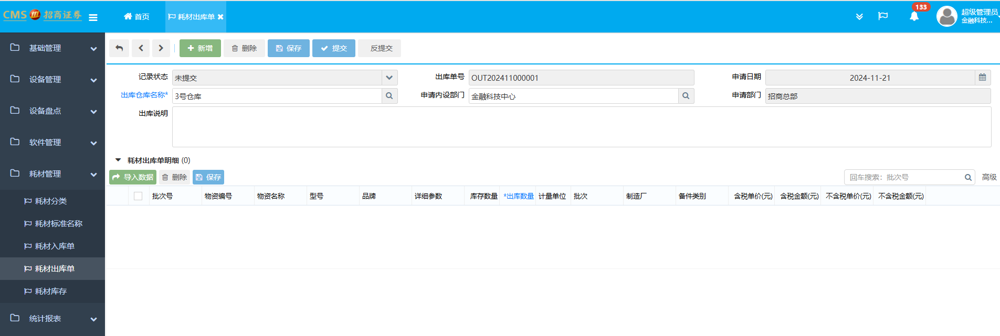 CMS 招商证券
首页
耗材出库单
133
超级管理员
金融科技...
基础管理
设备管理
设备盘点
软件管理
耗材管理
耗材分类
耗材标准名称
耗材入库单
耗材出库单
耗材库存
统计报表
新增 删除 保存 提交 反提交
记录状态 未提交 出库单号 OUT202411000001 申请日期 2024-11-21
出库仓库名称* 3号仓库 申请内设部门 金融科技中心 申请部门 招商总部
出库说明
耗材出库单明细 (0)
导入数据 删除 保存 回车搜索：批次号 高级
批次号 物资编号 物资名称 型号 品牌 详细参数 库存数量 *出库数量 计量单位 批次 制造厂 备件类别 含税单价(元) 含税金额(元) 不含税单价(元) 不含税金额(元)